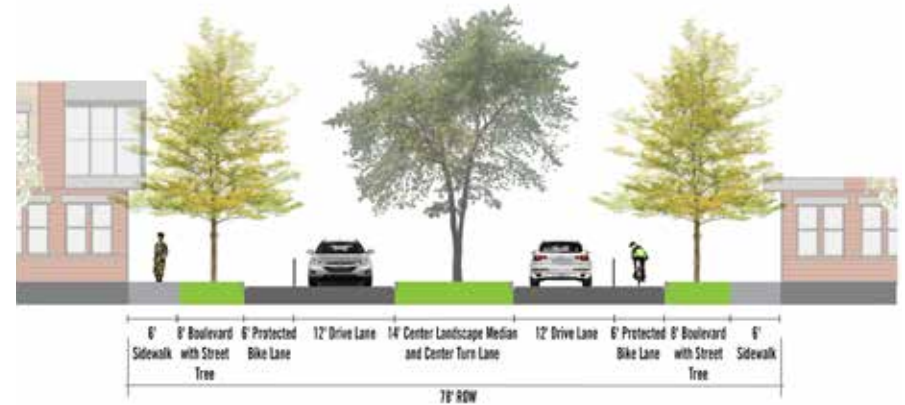 6' Sidewalk
8' Boulevard with Street Tree
6' Protected Bike Lane
12' Drive Lane
14' Center Landscape Median and Center Turn Lane
12' Drive Lane
6' Protected Bike Lane
8' Boulevard with Street Tree
6' Sidewalk
78' ROW